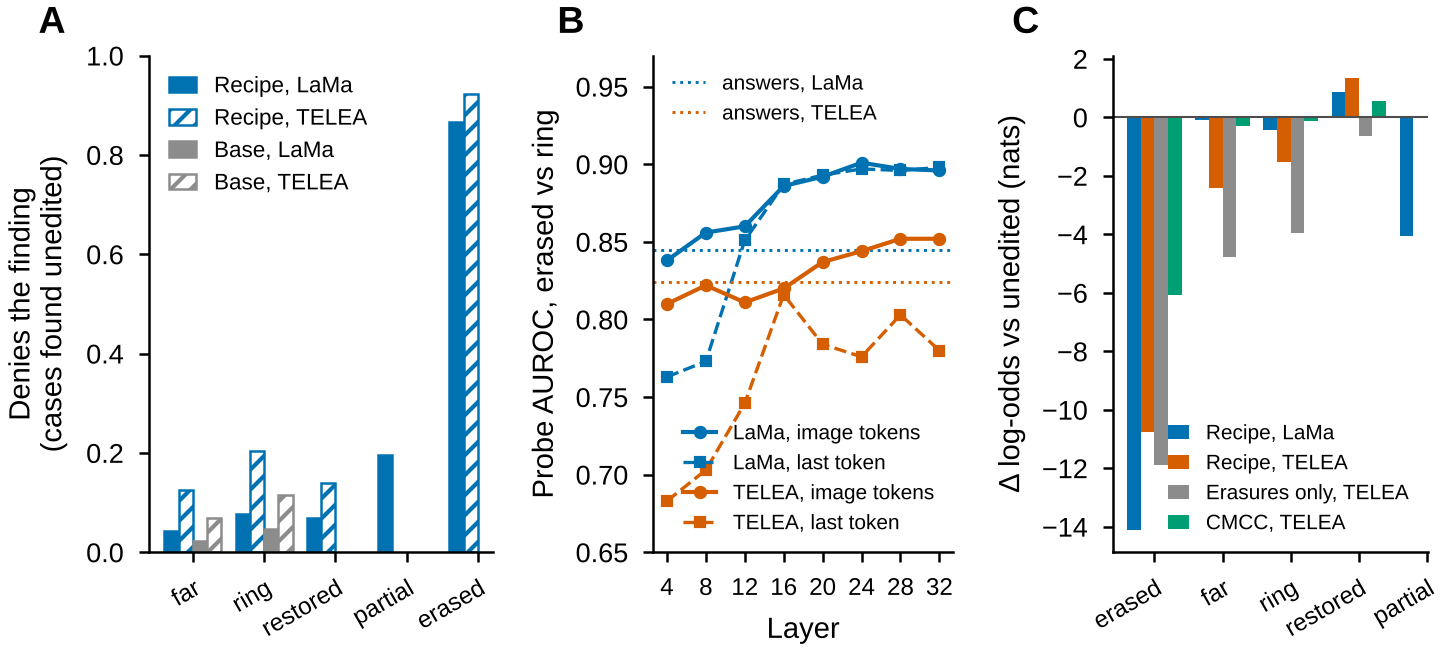 A
Denies the finding
(cases found unedited)
1.0
0.8
0.6
0.4
0.2
0.0
Recipe, LaMa
Recipe, TELEA
Base, LaMa
Base, TELEA
far
ring
restored
partial
erased
B
Probe AUROC, erased vs ring
0.95
0.90
0.85
0.80
0.75
0.70
0.65
answers, LaMa
answers, TELEA
LaMa, image tokens
LaMa, last token
TELEA, image tokens
TELEA, last token
4 8 12 16 20 24 28 32
Layer
C
Δ log-odds vs unedited (nats)
2
0
−2
−4
−6
−8
−10
−12
−14
Recipe, LaMa
Recipe, TELEA
Erasures only, TELEA
CMCC, TELEA
erased
far
ring
restored
partial